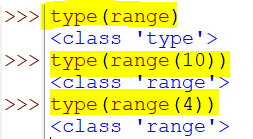 >>> type(range)
<class 'type'>
>>> type(range(10))
<class 'range'>
>>> type(range(4))
<class 'range'>